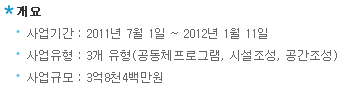 개요
사업기간 : 2011년 7월 1일 ~ 2012년 1월 11일
사업유형 : 3개 유형(공동체프로그램, 시설조성, 공간조성)
사업규모 : 3억8천4백만원